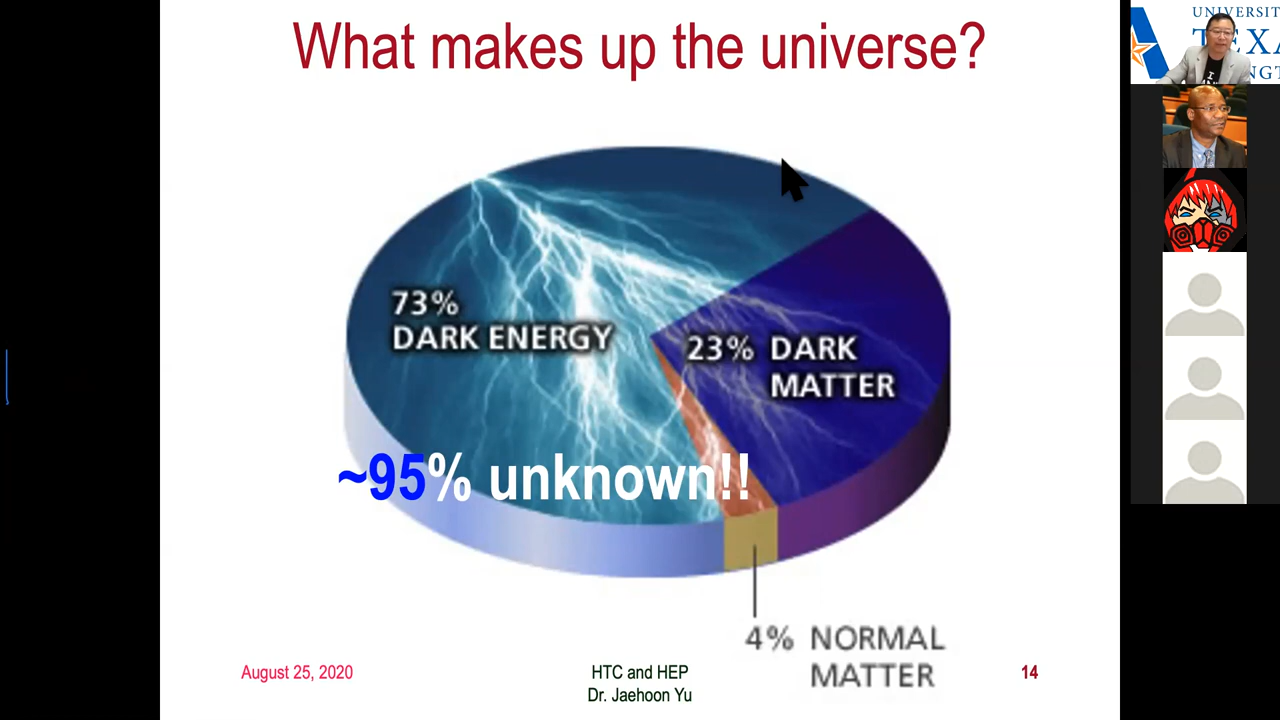 What makes up the universe?
73%
DARK ENERGY
23% DARK
MATTER
~95% unknown!!
4% NORMAL
MATTER
August 25, 2020
HTC and HEP
Dr. Jaehoon Yu
14
UNIVERSIT